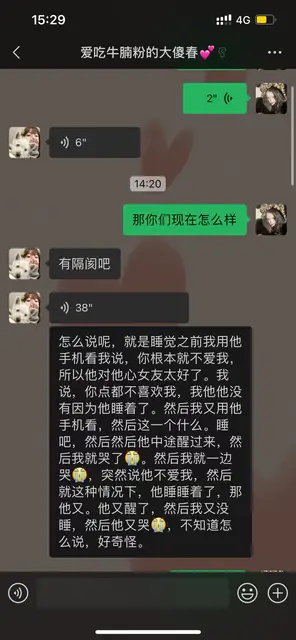 15:29
4G
爱吃牛腩粉的大傻春💕
2"
6"
14:20
那你们现在怎么样
有隔阂吧
38"
怎么说呢，就是睡觉之前我用他
手机看我说，你根本就不爱我，
所以他对他心女友太好了。我
说，你点都不喜欢我，我他他没
有因为他睡着了。然后我又用他
手机看，然后这一个什么。睡
吧，然后然后他中途醒过来，然
后我就哭了😭。然后我就一边
哭😭，突然说他不爱我，然后
就这种情况下，他睡睡着了，那
他又。他又醒了，然后我又没
睡，然后他又哭😭，不知道怎
么说，好奇怪。